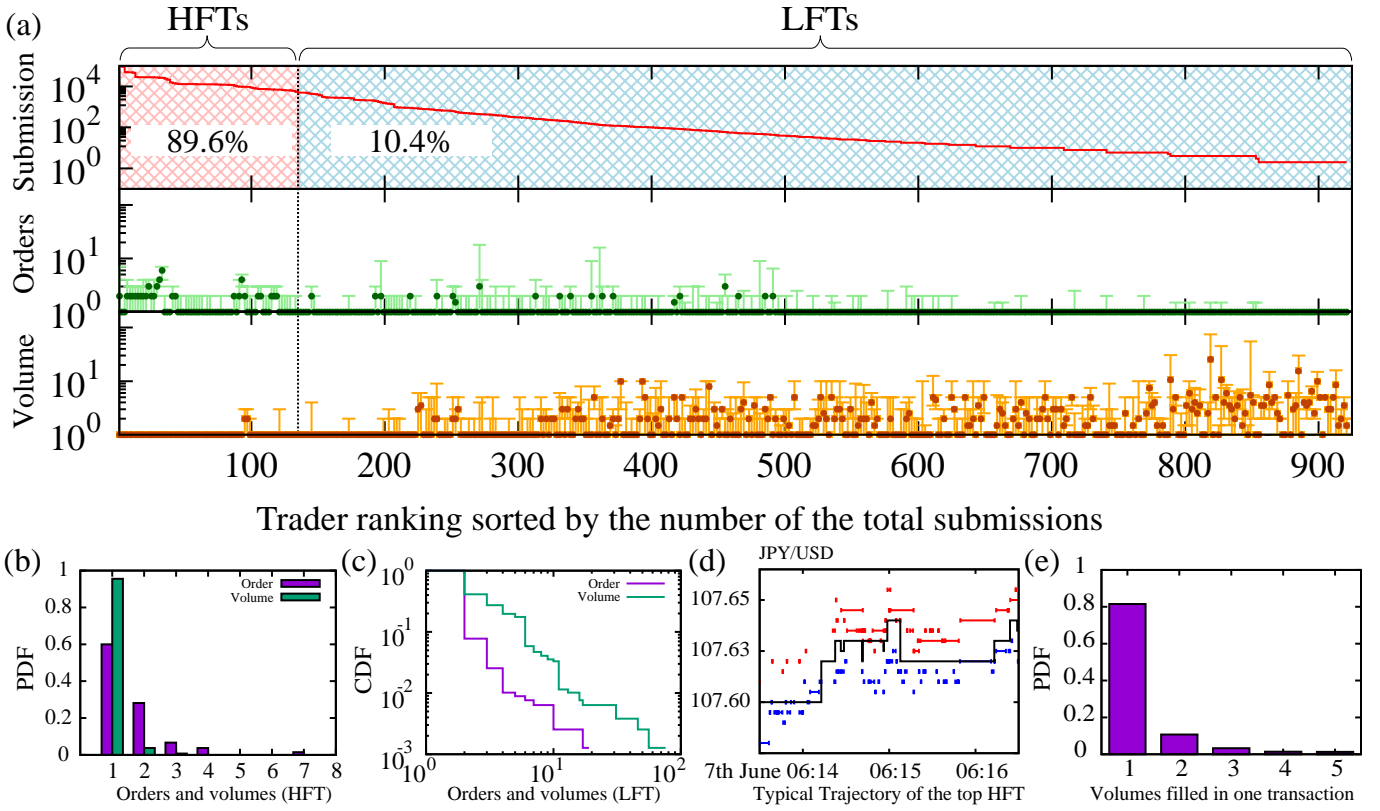 (a)
HFTs
LFTs
Submission
10^4
10^2
10^0
89.6%
10.4%
Orders
10^1
10^0
Volume
10^1
10^0
100 200 300 400 500 600 700 800 900
Trader ranking sorted by the number of the total submissions
(b)
PDF
1
0.8
0.6
0.4
0.2
0
Order
Volume
1 2 3 4 5 6 7 8
Orders and volumes (HFT)
(c)
CDF
10^0
10^-1
10^-2
10^-3
Order
Volume
10^0 10^1 10^2
Orders and volumes (LFT)
(d)
JPY/USD
107.65
107.63
107.60
7th June 06:14 06:15 06:16
Typical Trajectory of the top HFT
(e)
PDF
1
0.8
0.6
0.4
0.2
0
1 2 3 4 5
Volumes filled in one transaction